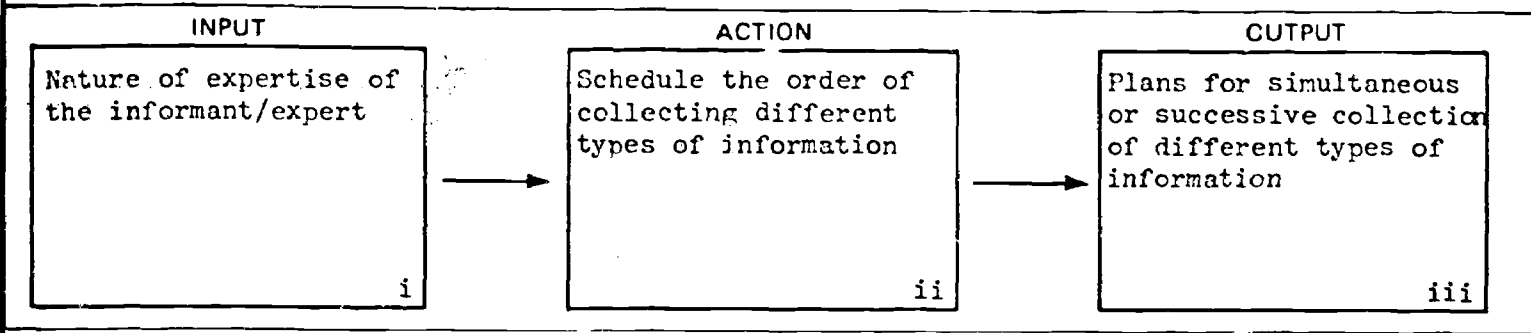 INPUT
Nature of expertise of
the informant/expert
i
ACTION
Schedule the order of
collecting different
types of information
ii
CUTPUT
Plans for simultaneous
or successive collection
of different types of
information
iii